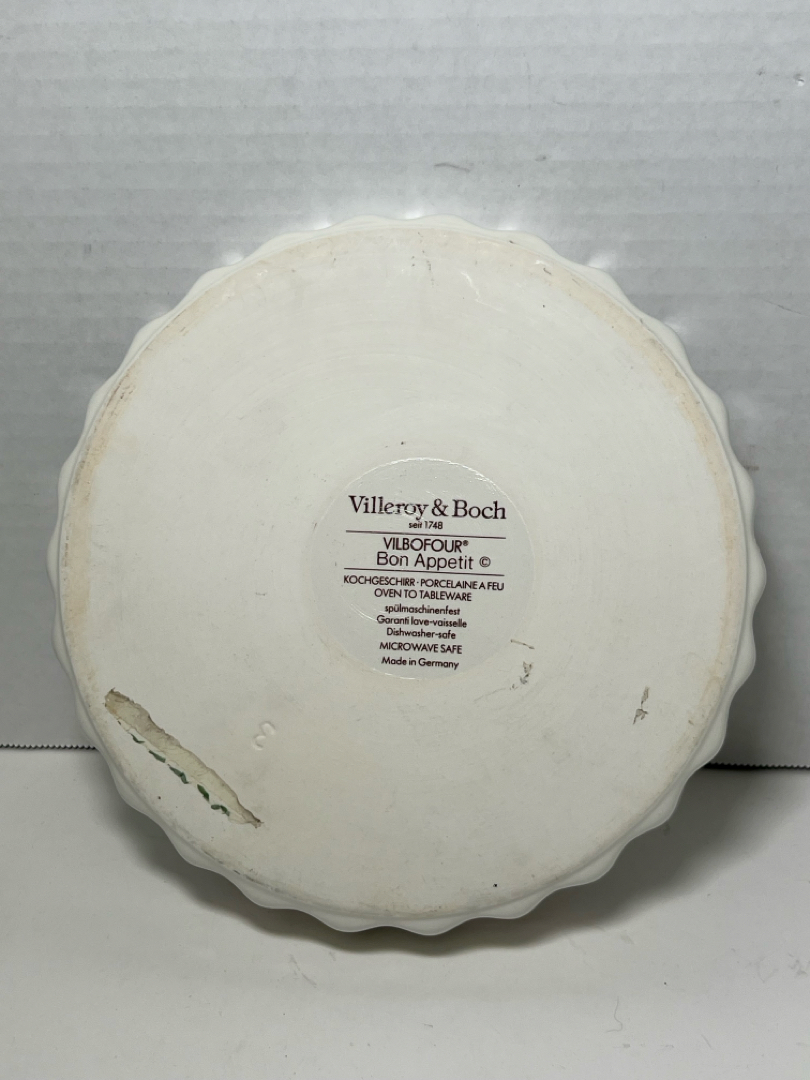 Villeroy & Boch
seit 1748
VILBOFOUR®
Bon Appetit ©
KOCHGESCHIRR · PORCELAINE A FEU
OVEN TO TABLEWARE
spülmaschinenfest
Garanti lave-vaisselle
Dishwasher-safe
MICROWAVE SAFE
Made in Germany
3